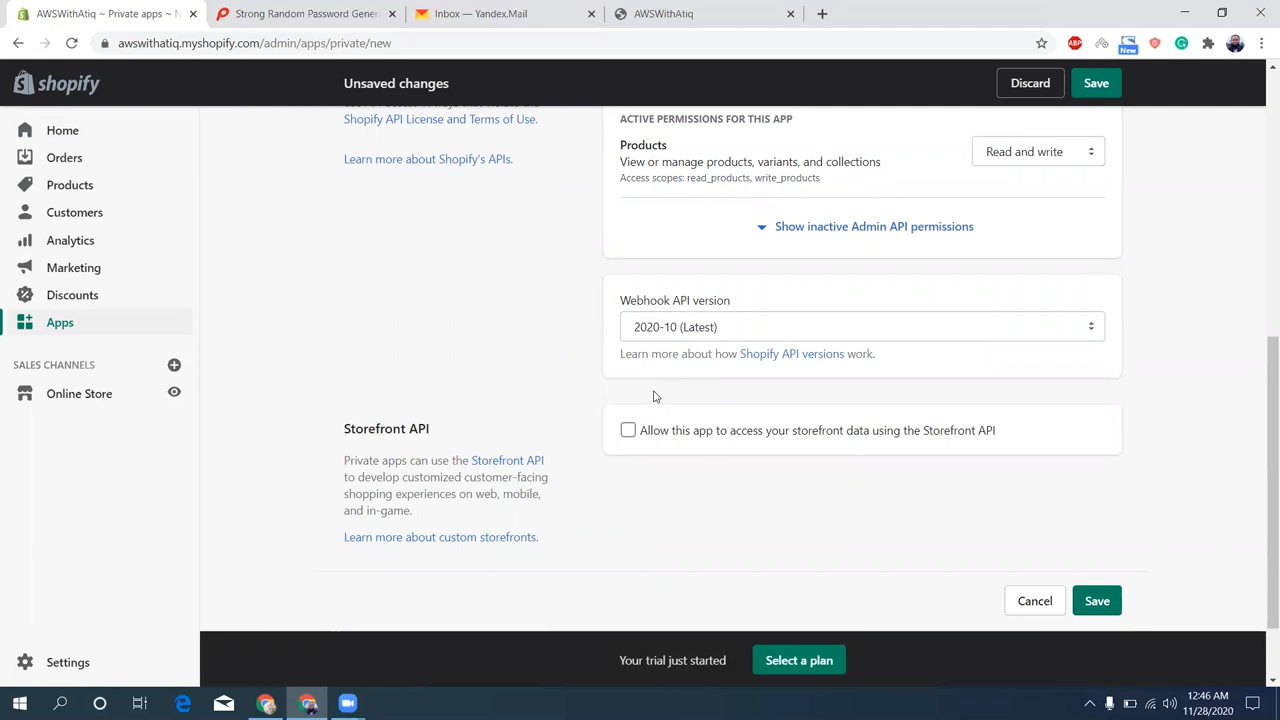 AWSWithAtiq ~ Private apps ~ N
Strong Random Password Gener
Inbox — Yandex.Mail
AWSWithAtiq
awswithatiq.myshopify.com/admin/apps/private/new
ABP
New
shopify
Unsaved changes
Discard
Save
Home
Orders
Products
Customers
Analytics
Marketing
Discounts
Apps
SALES CHANNELS
Online Store
Settings
Shopify API License and Terms of Use.
Learn more about Shopify's APIs.
ACTIVE PERMISSIONS FOR THIS APP
Products
View or manage products, variants, and collections
Access scopes: read_products, write_products
Read and write
Show inactive Admin API permissions
Webhook API version
2020-10 (Latest)
Learn more about how Shopify API versions work.
Storefront API
Private apps can use the Storefront API
to develop customized customer-facing
shopping experiences on web, mobile,
and in-game.
Learn more about custom storefronts.
Allow this app to access your storefront data using the Storefront API
Cancel
Save
Your trial just started
Select a plan
12:46 AM
11/28/2020